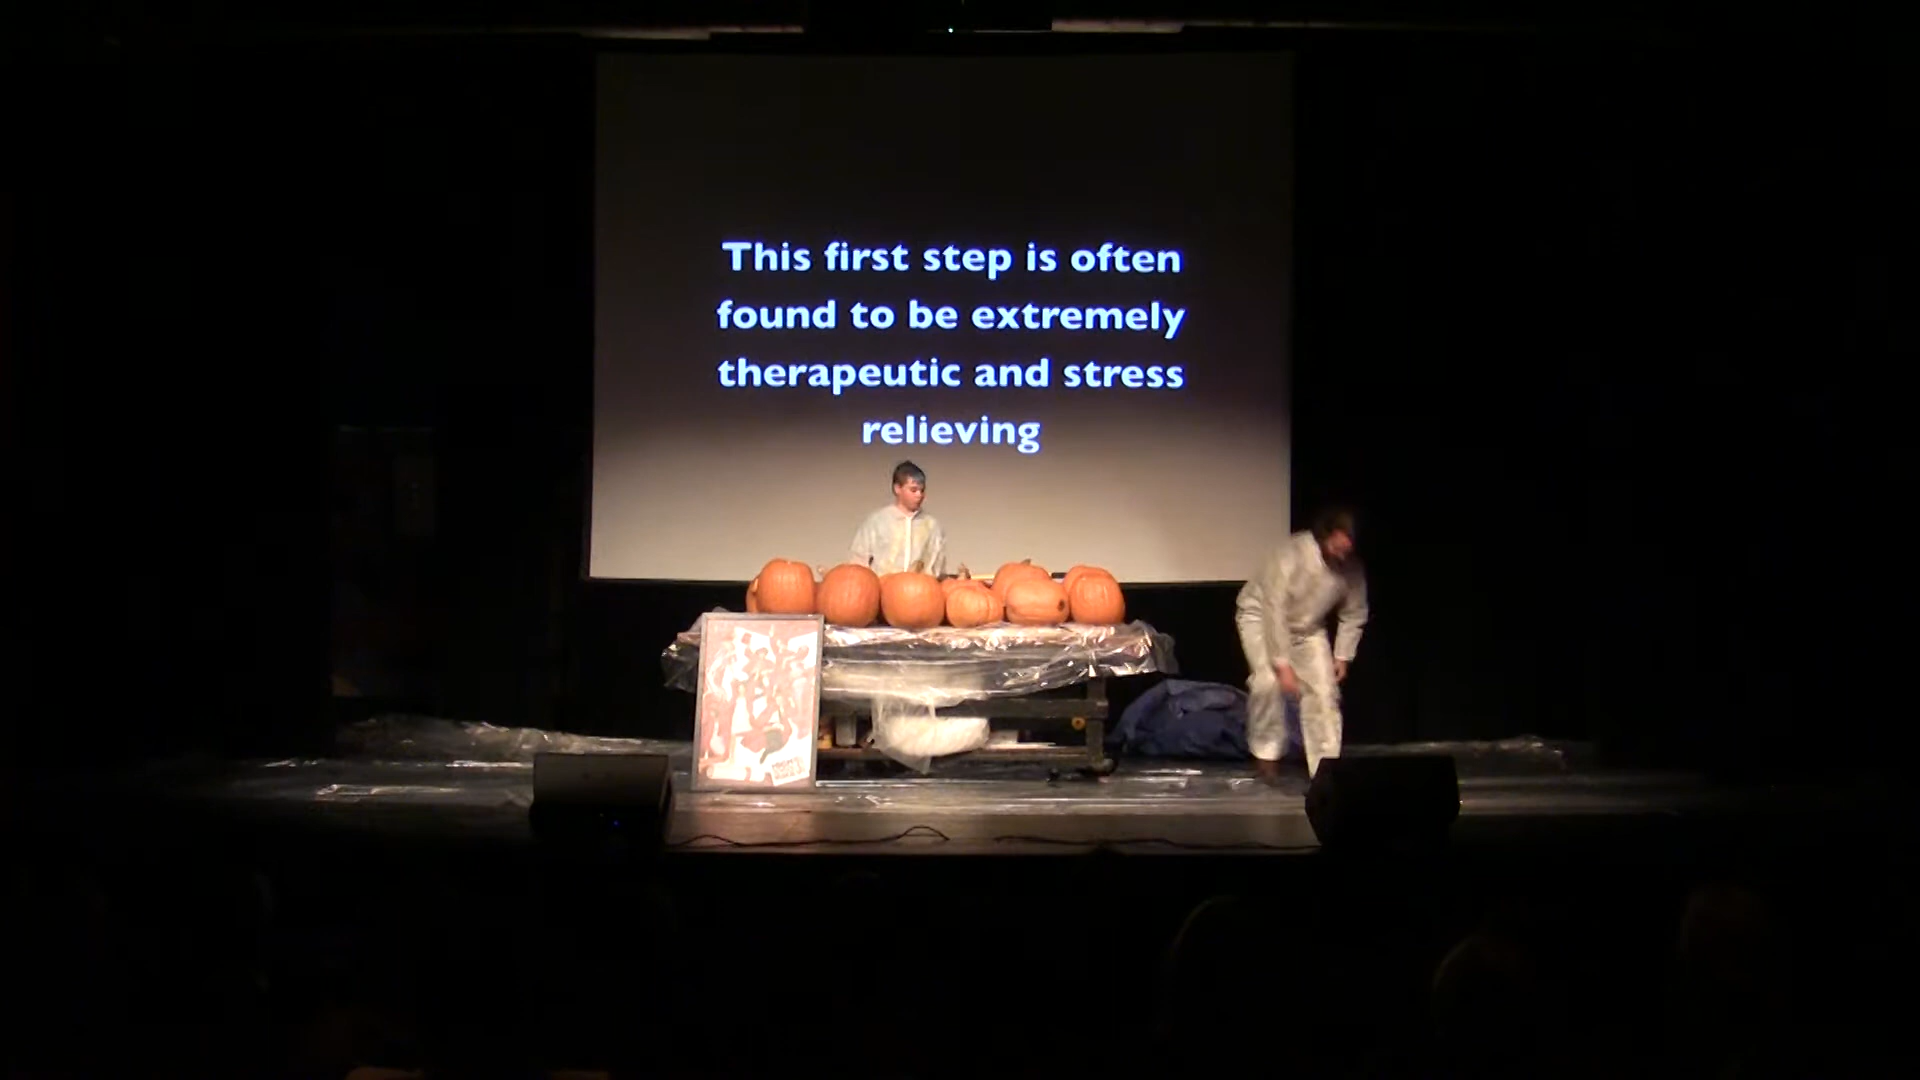 This first step is often
found to be extremely
therapeutic and stress
relieving